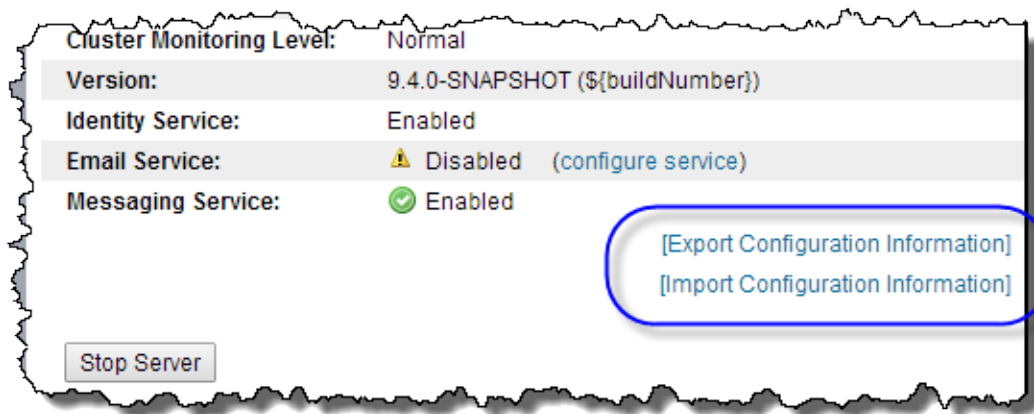 Cluster Monitoring Level: Normal
Version: 9.4.0-SNAPSHOT (${buildNumber})
Identity Service: Enabled
Email Service: Disabled (configure service)
Messaging Service: Enabled
[Export Configuration Information]
[Import Configuration Information]
Stop Server